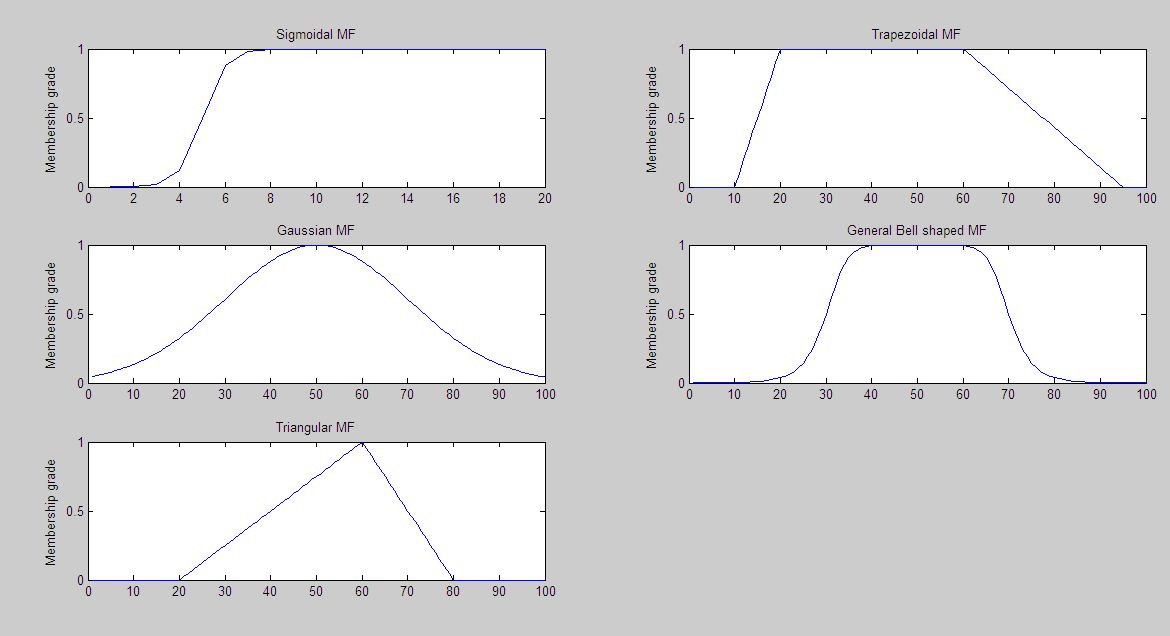 Sigmoidal MF
Membership grade
1
0.5
0
0 2 4 6 8 10 12 14 16 18 20
Trapezoidal MF
Membership grade
1
0.5
0
0 10 20 30 40 50 60 70 80 90 100
Gaussian MF
Membership grade
1
0.5
0
0 10 20 30 40 50 60 70 80 90 100
General Bell shaped MF
Membership grade
1
0.5
0
0 10 20 30 40 50 60 70 80 90 100
Triangular MF
Membership grade
1
0.5
0
0 10 20 30 40 50 60 70 80 90 100